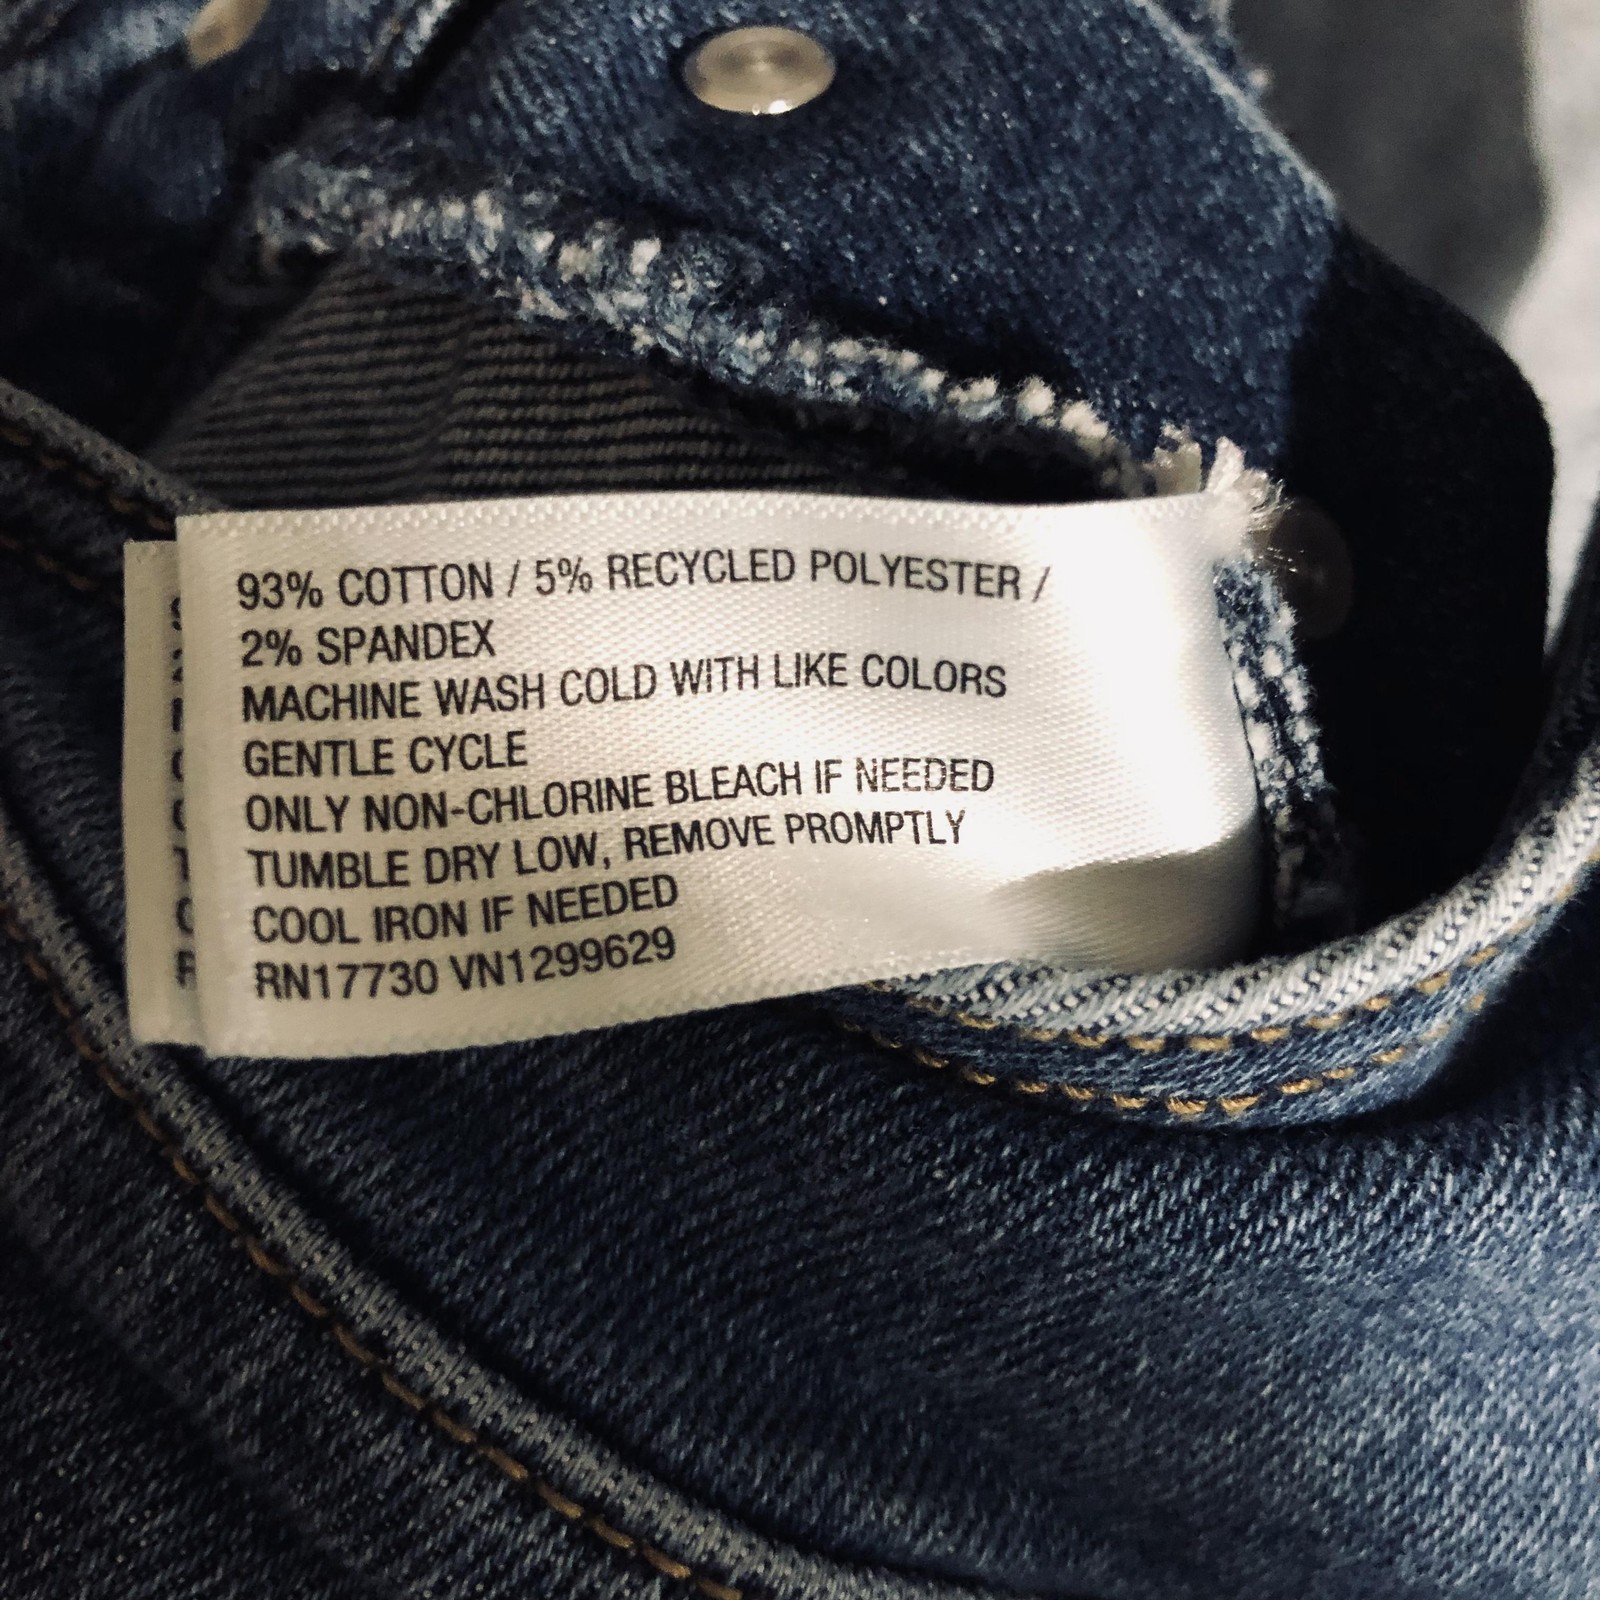 93% COTTON / 5% RECYCLED POLYESTER /
2% SPANDEX
MACHINE WASH COLD WITH LIKE COLORS
GENTLE CYCLE
ONLY NON-CHLORINE BLEACH IF NEEDED
TUMBLE DRY LOW, REMOVE PROMPTLY
COOL IRON IF NEEDED
RN17730 VN1299629